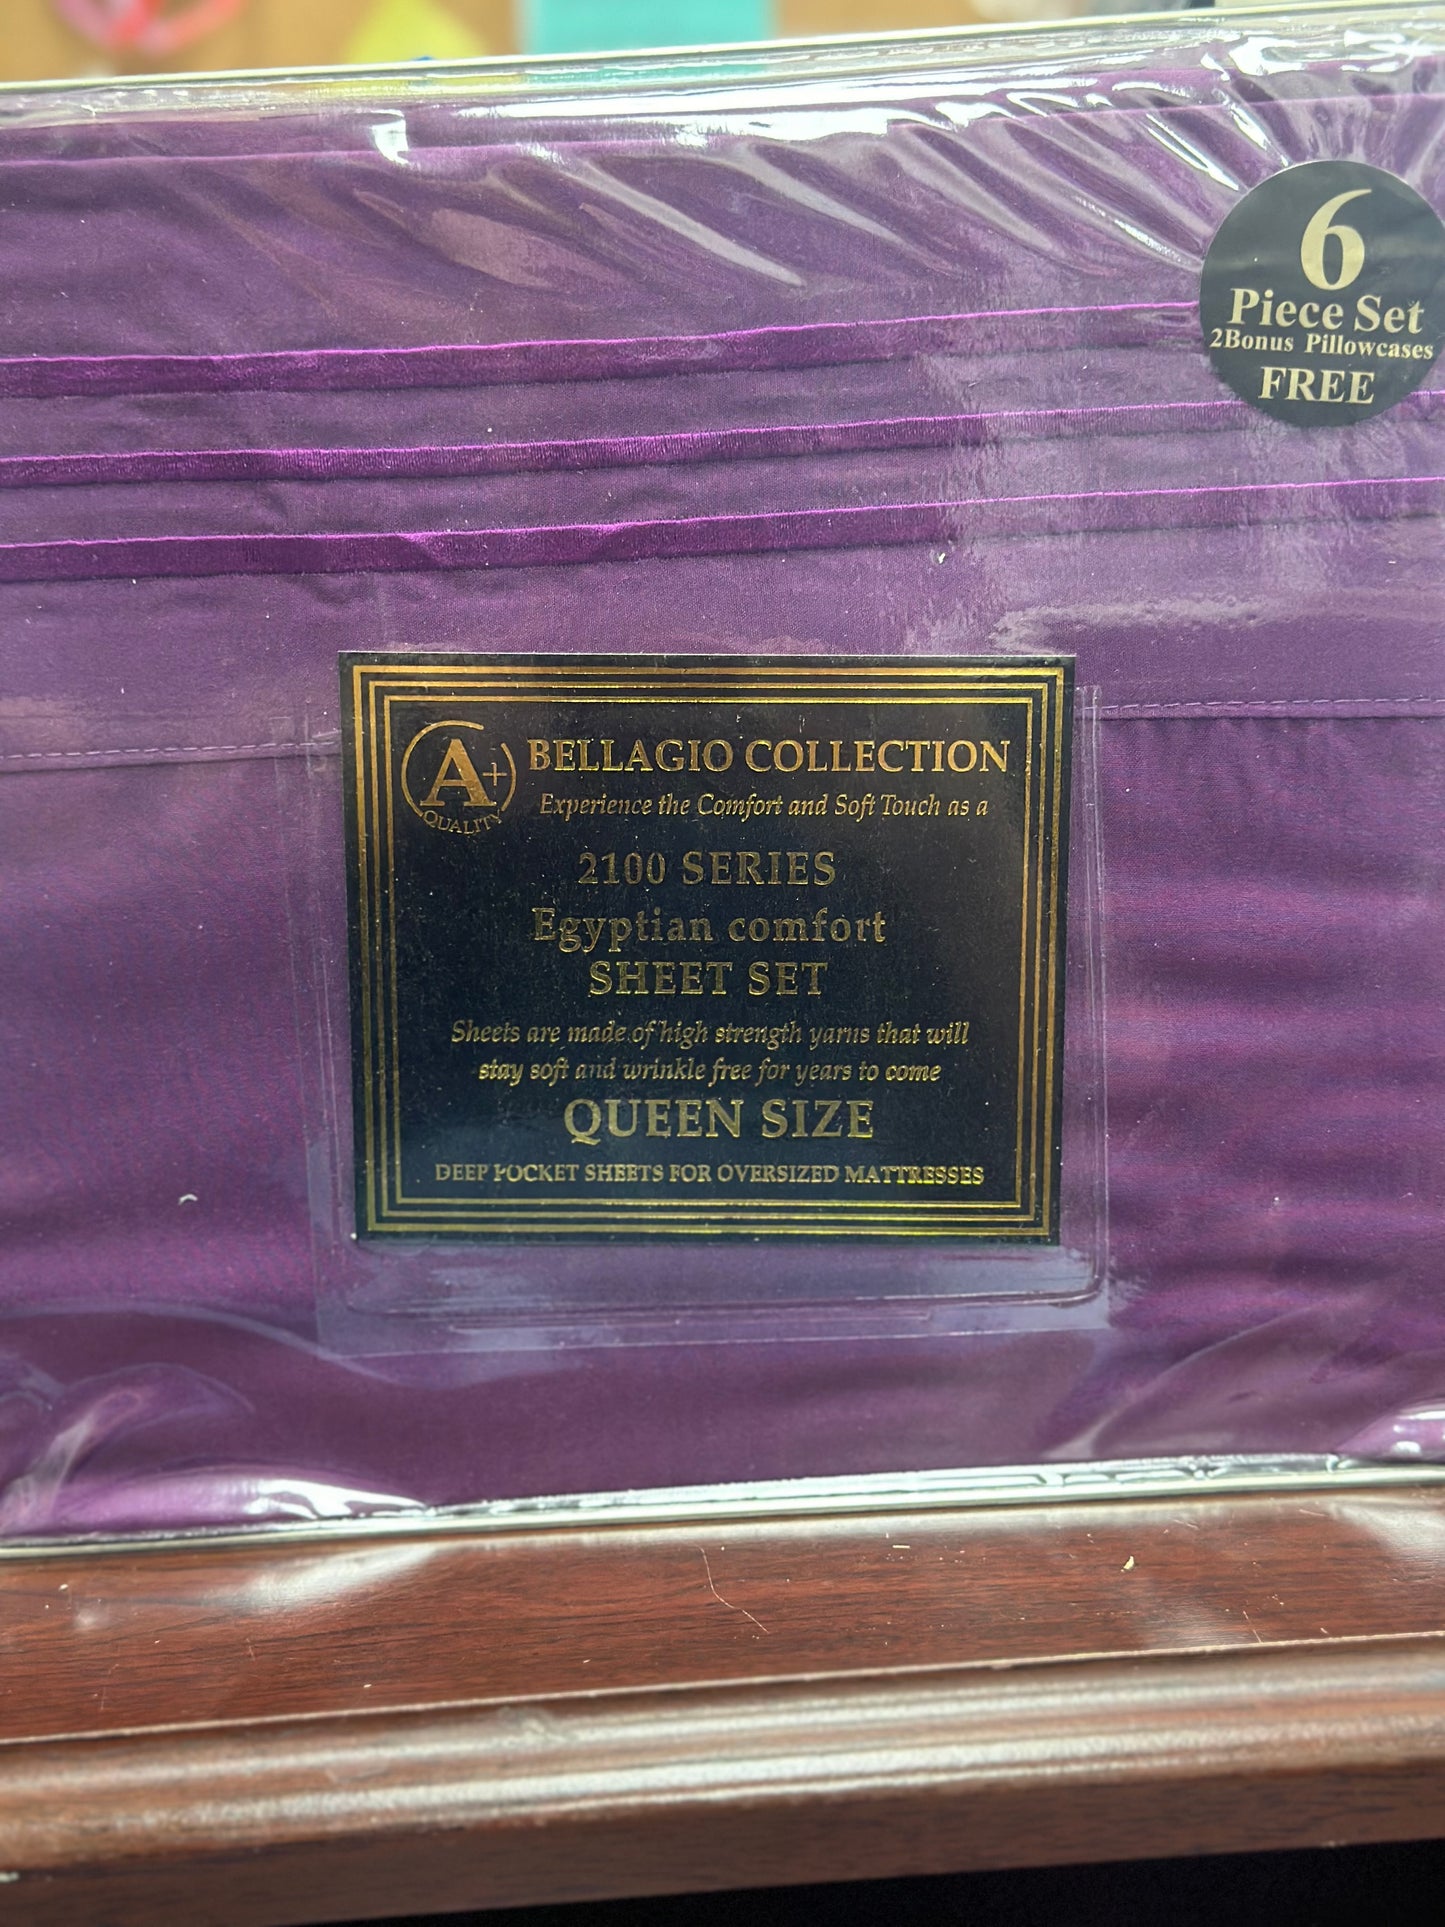 6
Piece Set
2Bonus Pillowcases
FREE
A+
QUALITY
BELLAGIO COLLECTION
Experience the Comfort and Soft Touch as a
2100 SERIES
Egyptian comfort
SHEET SET
Sheets are made of high strength yarns that will
stay soft and wrinkle free for years to come
QUEEN SIZE
DEEP POCKET SHEETS FOR OVERSIZED MATTRESSES